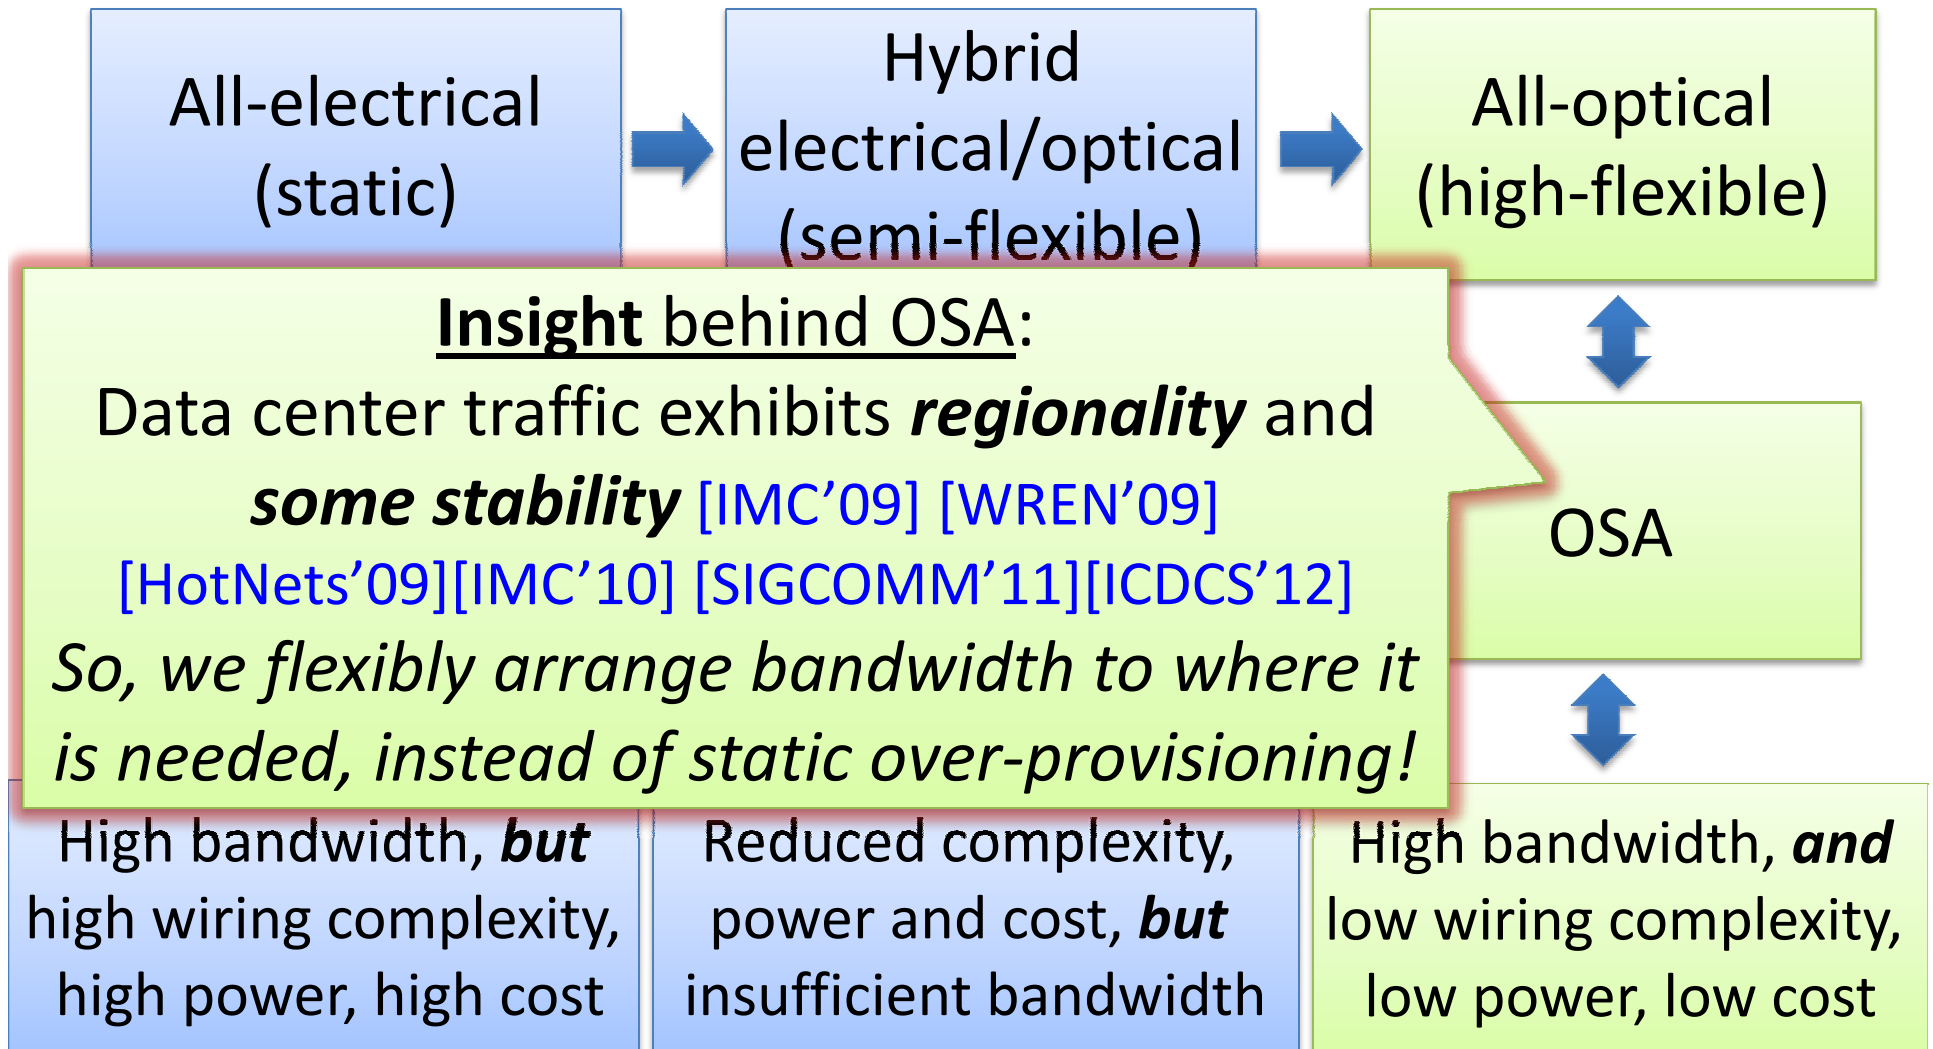 All-electrical
(static)
Hybrid
electrical/optical
(semi-flexible)
All-optical
(high-flexible)
Insight behind OSA:
Data center traffic exhibits regionality and
some stability [IMC’09] [WREN’09]
[HotNets’09][IMC’10] [SIGCOMM’11][ICDCS’12]
So, we flexibly arrange bandwidth to where it
is needed, instead of static over-provisioning!
OSA
High bandwidth, but
high wiring complexity,
high power, high cost
Reduced complexity,
power and cost, but
insufficient bandwidth
High bandwidth, and
low wiring complexity,
low power, low cost